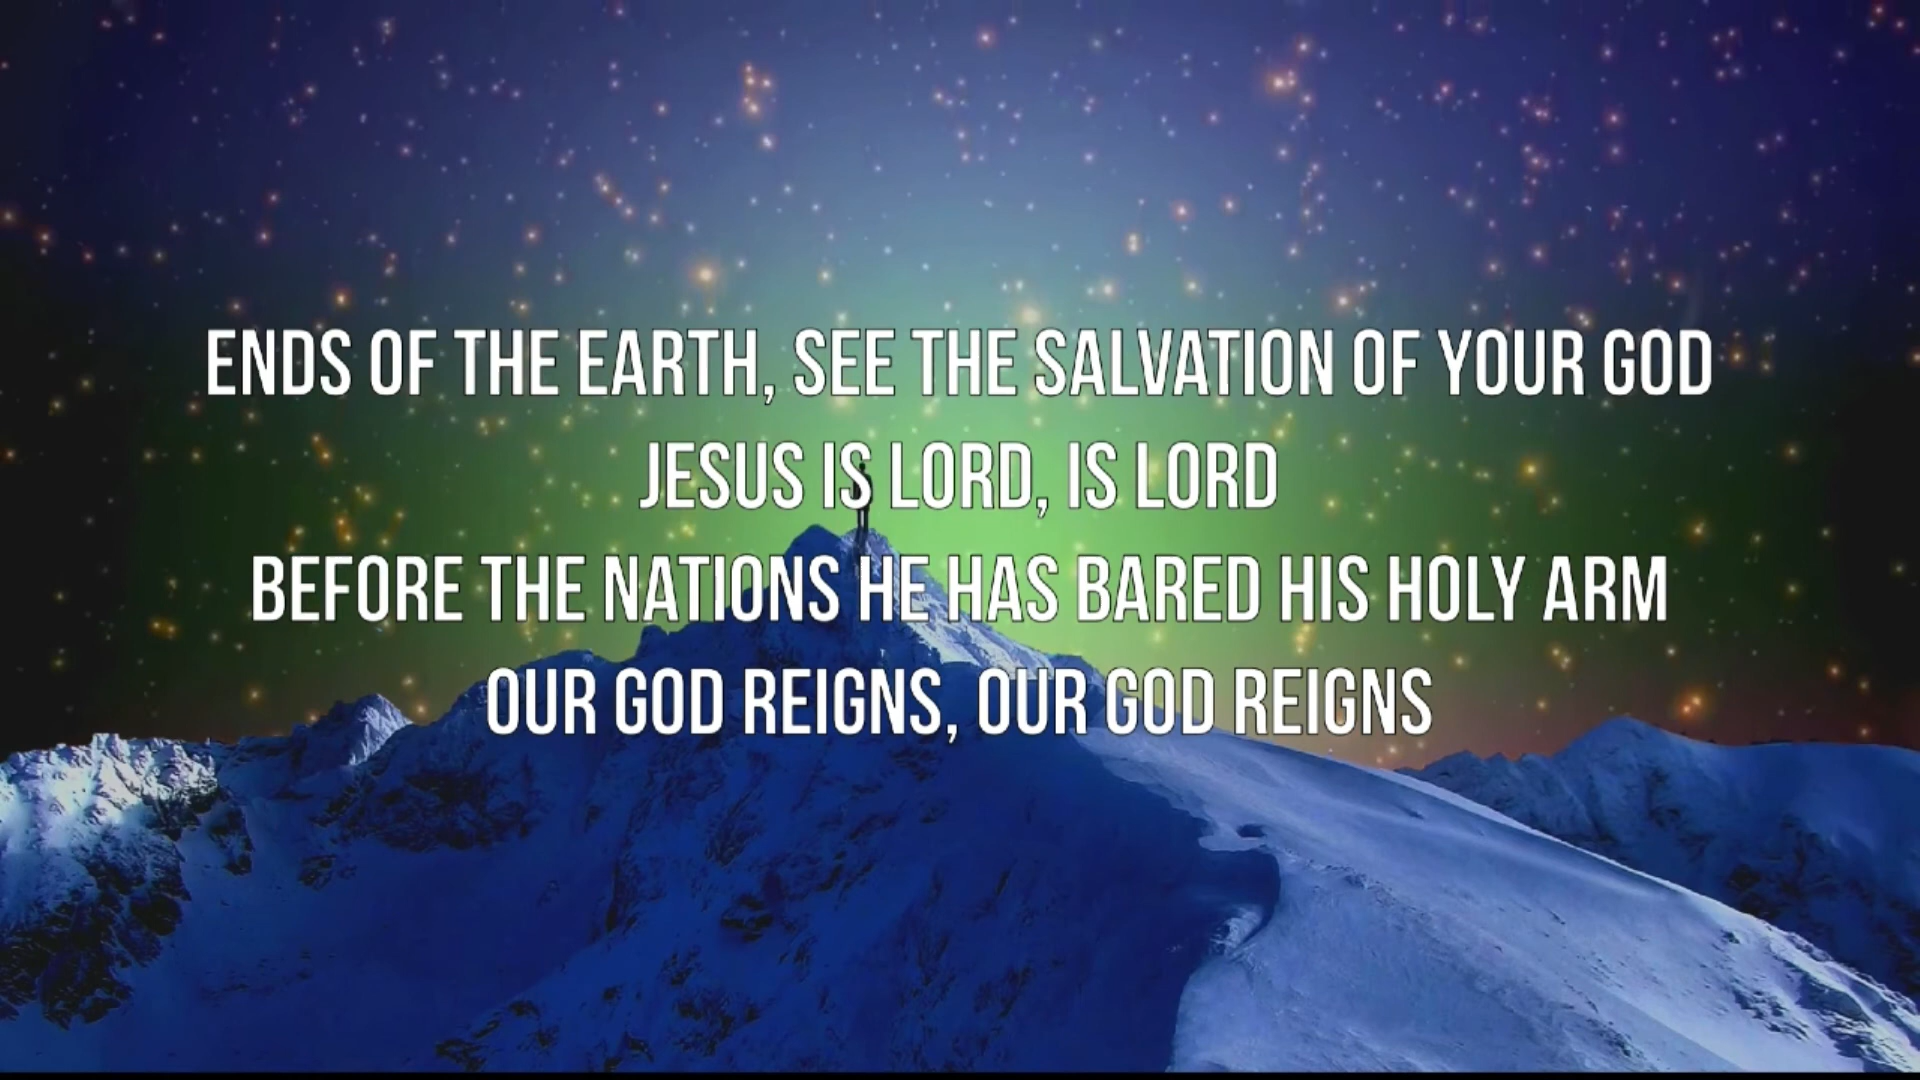 ENDS OF THE EARTH, SEE THE SALVATION OF YOUR GOD
JESUS IS LORD, IS LORD
BEFORE THE NATIONS HE HAS BARED HIS HOLY ARM
OUR GOD REIGNS, OUR GOD REIGNS